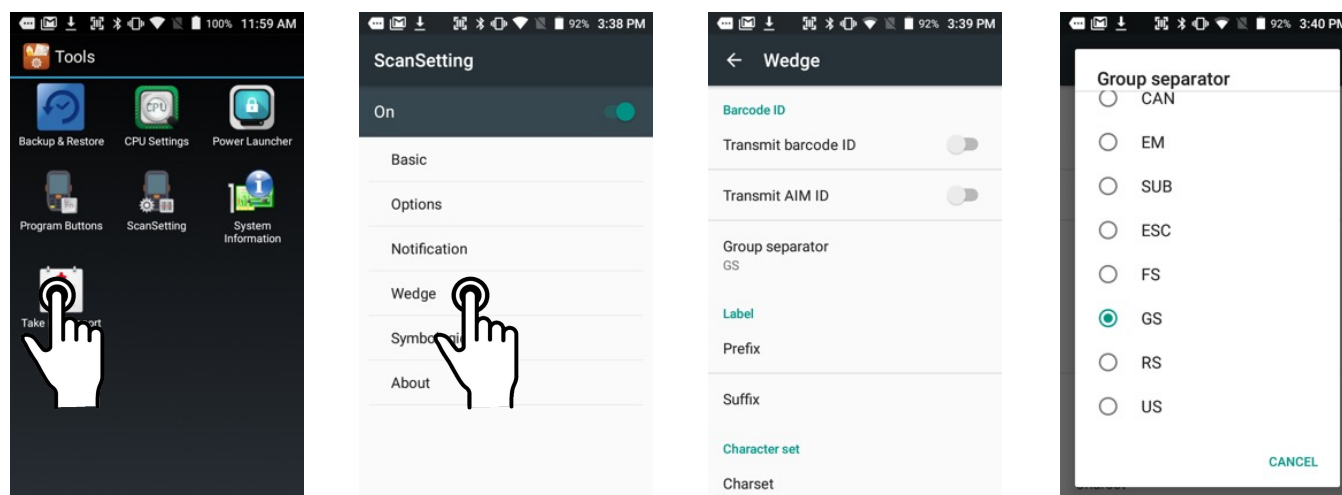 100% 11:59 AM
Tools
Backup & Restore CPU Settings Power Launcher
Program Buttons ScanSetting System Information
Take
92% 3:38 PM
ScanSetting
On
Basic
Options
Notification
Wedge
About
92% 3:39 PM
Wedge
Barcode ID
Transmit barcode ID
Transmit AIM ID
Group separator
GS
Label
Prefix
Suffix
Character set
Charset
92% 3:40 PM
Group separator
CAN
EM
SUB
ESC
FS
GS
RS
US
CANCEL